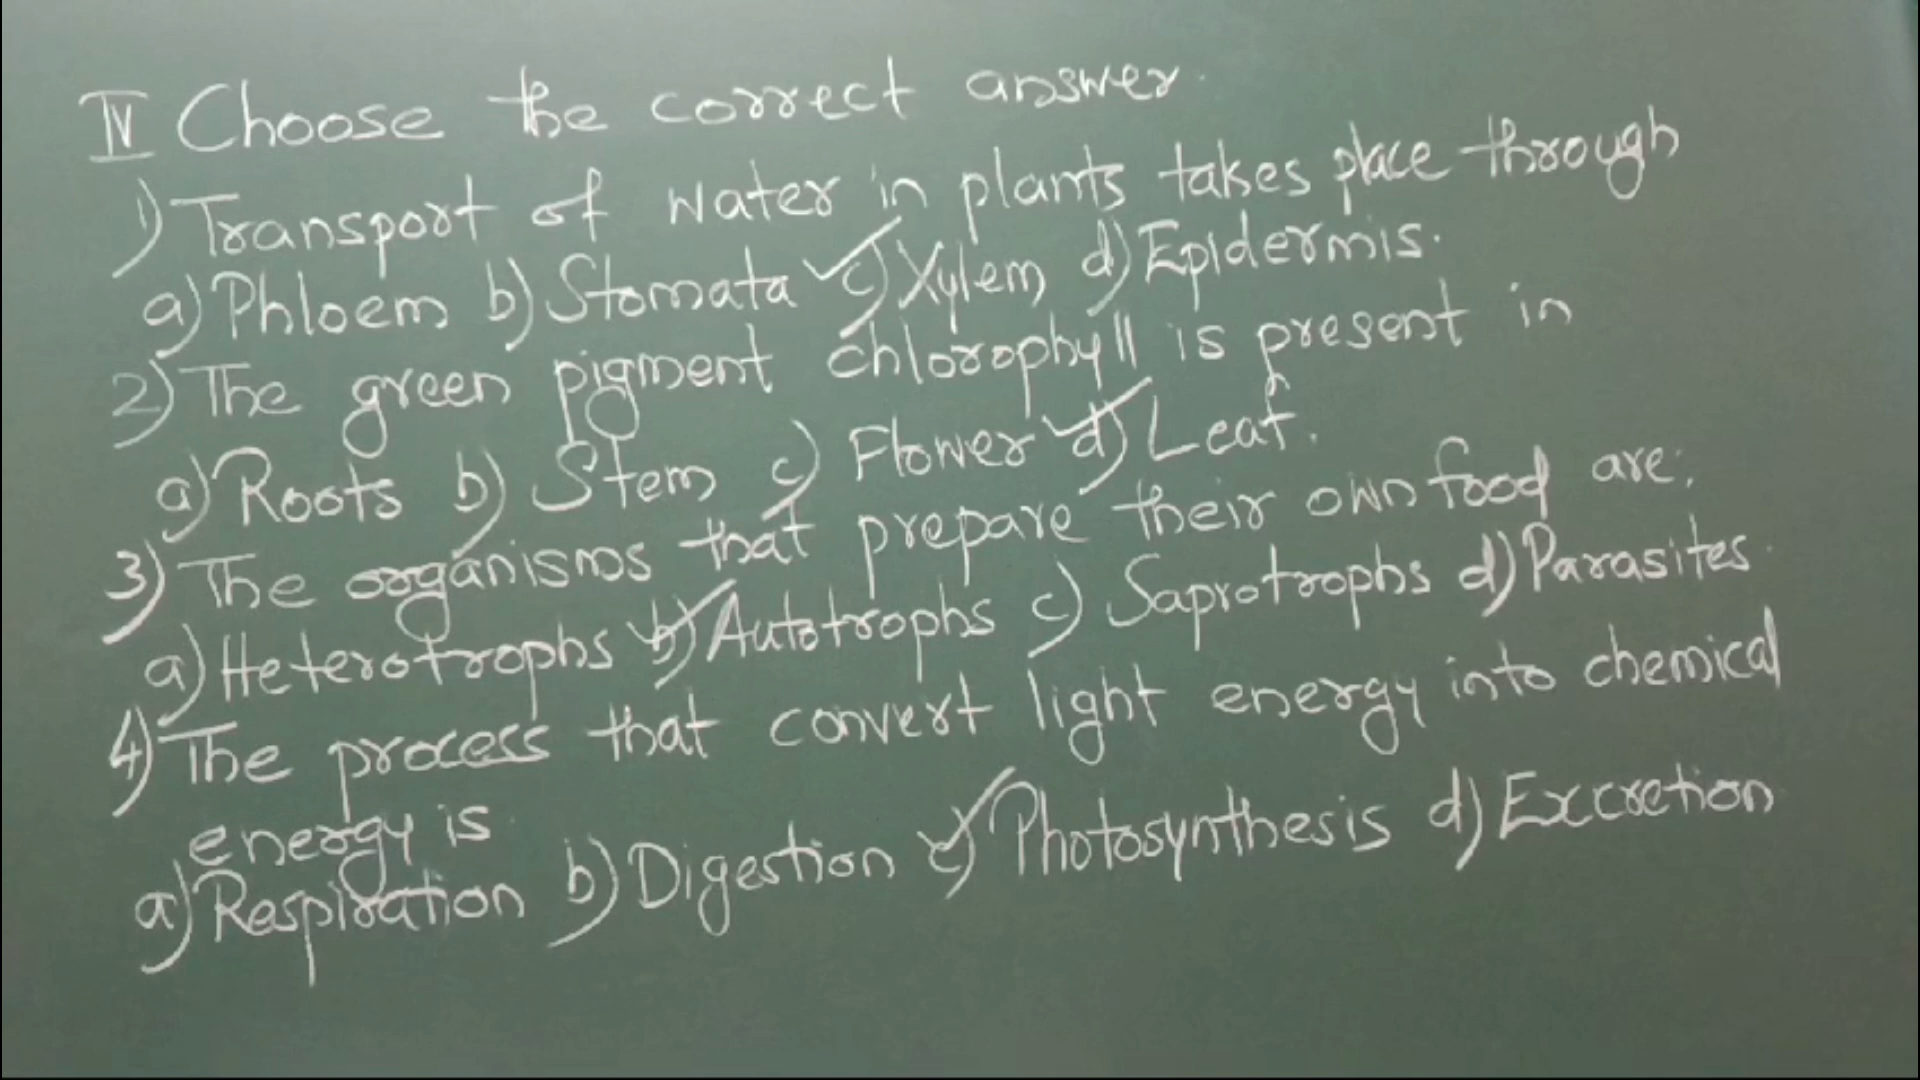 IV Choose the correct answer.
1) Transport of water in plants takes place through
a) Phloem b) Stomata ✓c) Xylem d) Epidermis.
2) The green pigment chlorophyll is present in
a) Roots b) Stem c) Flower ✓d) Leaf.
3) The organisms that prepare their own food are.
a) Heterotrophs ✓b) Autotrophs c) Saprotrophs d) Parasites.
4) The process that convert light energy into chemical
energy is.
a) Respiration b) Digestion ✓c) Photosynthesis d) Excretion